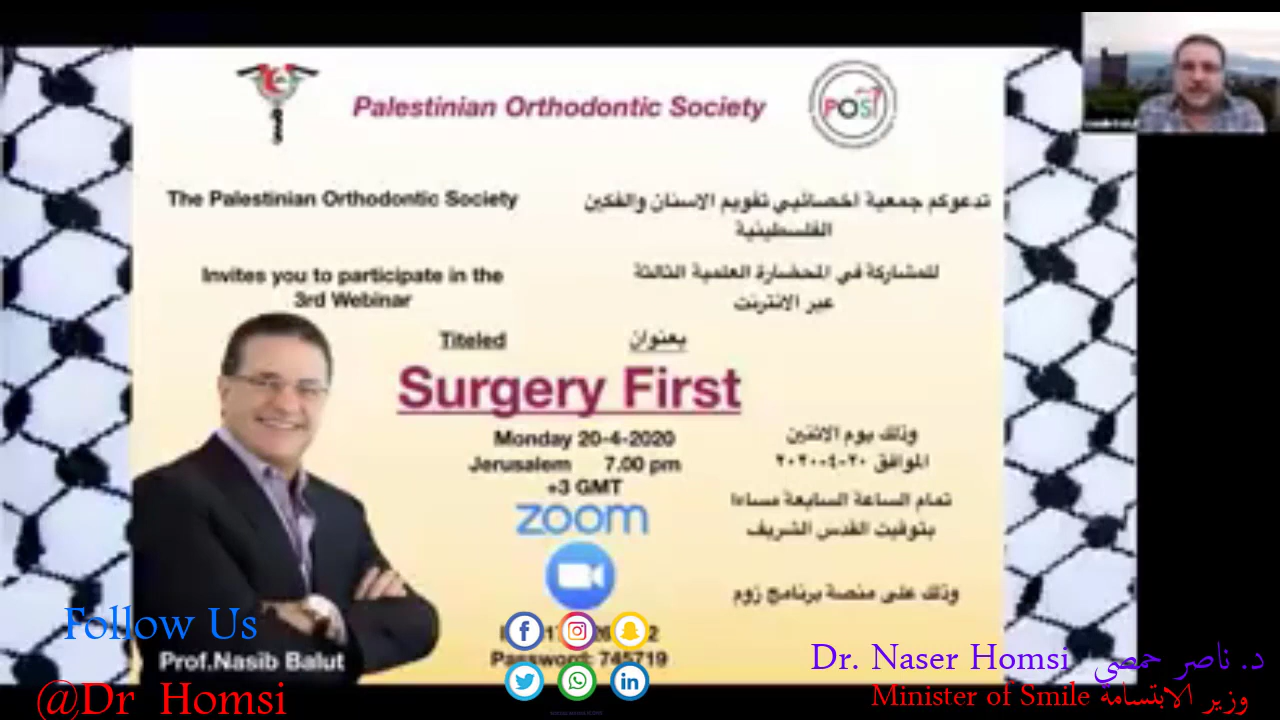 Palestinian Orthodontic Society
POS
The Palestinian Orthodontic Society
تدعوكم جمعية اخصائيي تقويم الاسنان والفكين
الفلسطينية
Invites you to participate in the
3rd Webinar
للمشاركة في المحضارة العلمية الثالثة
عبر الانترنت
Titeled
بعنوان
Surgery First
Monday 20-4-2020
Jerusalem 7.00 pm
+3 GMT
وذلك يوم الاثنين
الموافق ٢٠-٤-٢٠٢٠
تمام الساعة السابعة مساءا
بتوقيت القدس الشريف
zoom
وذلك على منصة برنامج زوم
Password: 745719
Prof.Nasib Balut
Follow Us
@Dr Homsi
Dr. Naser Homsi د. ناصر حمصي
Minister of Smile وزير الابتسامة